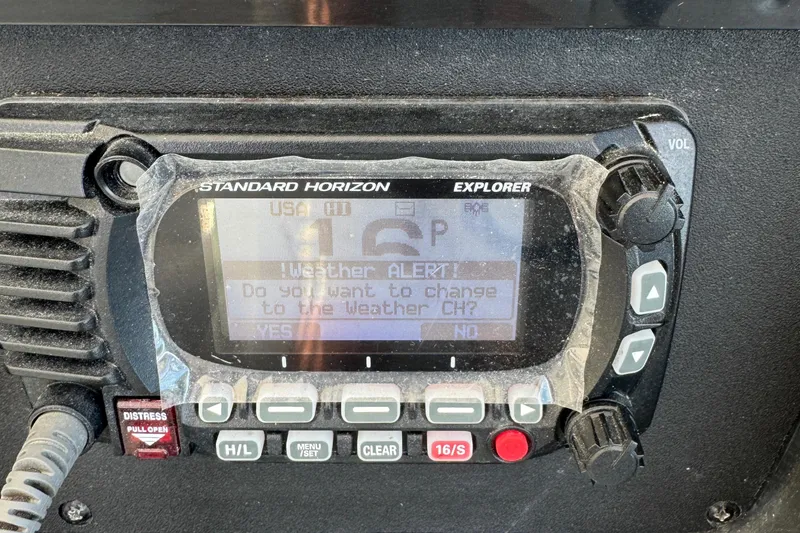 VOL
STANDARD HORIZON EXPLORER
USA HI
16 P
!Weather ALERT!
Do you want to change
to the Weather CH?
YES NO
DISTRESS
PULL OPEN
H/L MENU/SET CLEAR 16/S